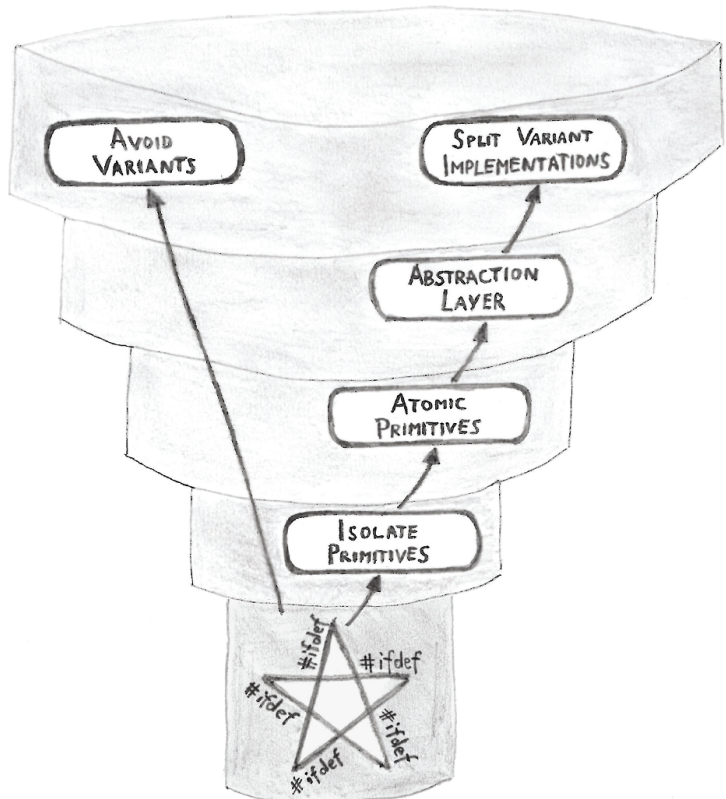 AVOID
VARIANTS
SPLIT VARIANT
IMPLEMENTATIONS
ABSTRACTION
LAYER
ATOMIC
PRIMITIVES
ISOLATE
PRIMITIVES
#ifdef
#ifdef
#ifdef
#ifdef
#ifdef